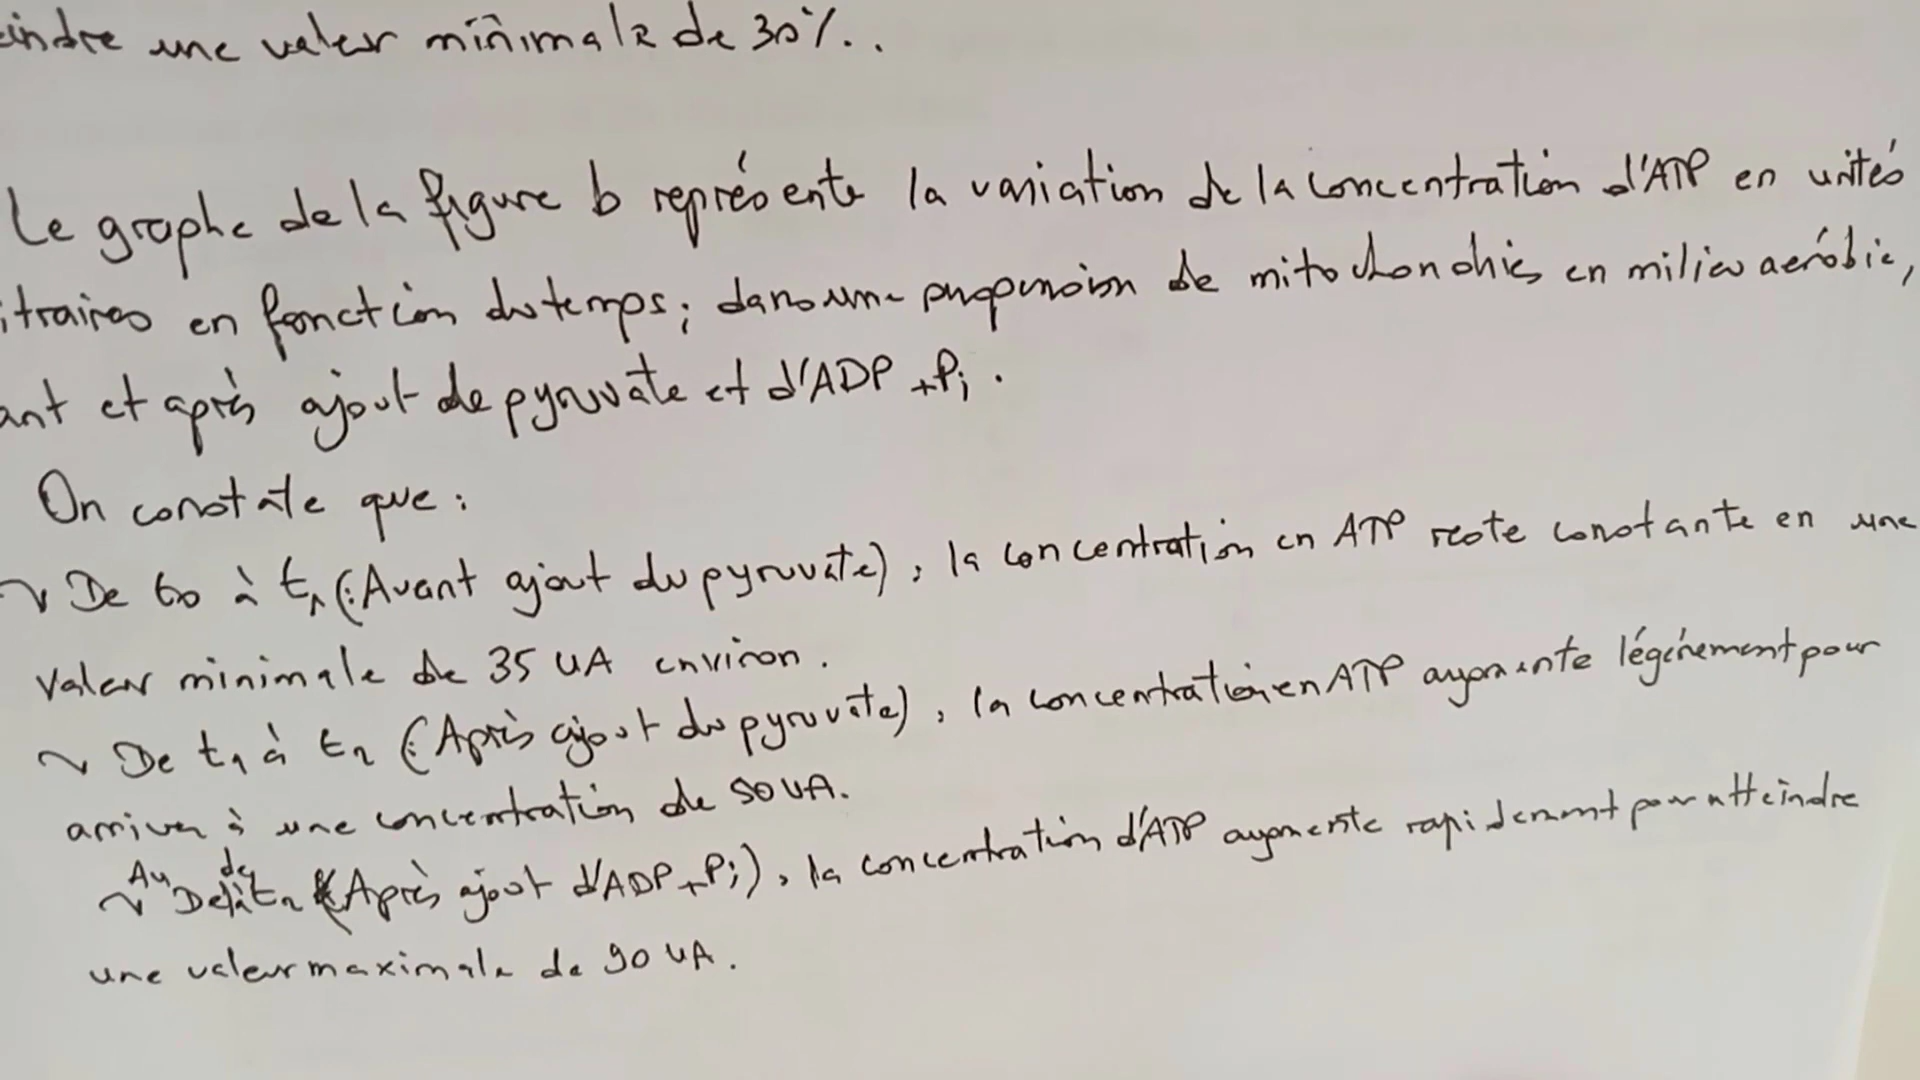 eindre une valeur minimale de 30%..
Le graphe de la figure b représente la variation de la concentration d'ATP en unités
itraires en fonction du temps; dans une de mitochondries en milieu aérobie,
ant et après ajout de pyruvate et d'ADP + Pi.
On constate que:
De t0 à t1 (: Avant ajout du pyruvate), la concentration en ATP reste constante en une
valeur minimale de 35 UA environ.
De t1 à t2 (: Après ajout du pyruvate), la concentration en ATP augmente légèrement pour
arriver à une concentration de 50 UA.
Au delà de t2 (Après ajout d'ADP + Pi), la concentration d'ATP augmente rapidement pour atteindre
une valeur maximale de 90 UA.